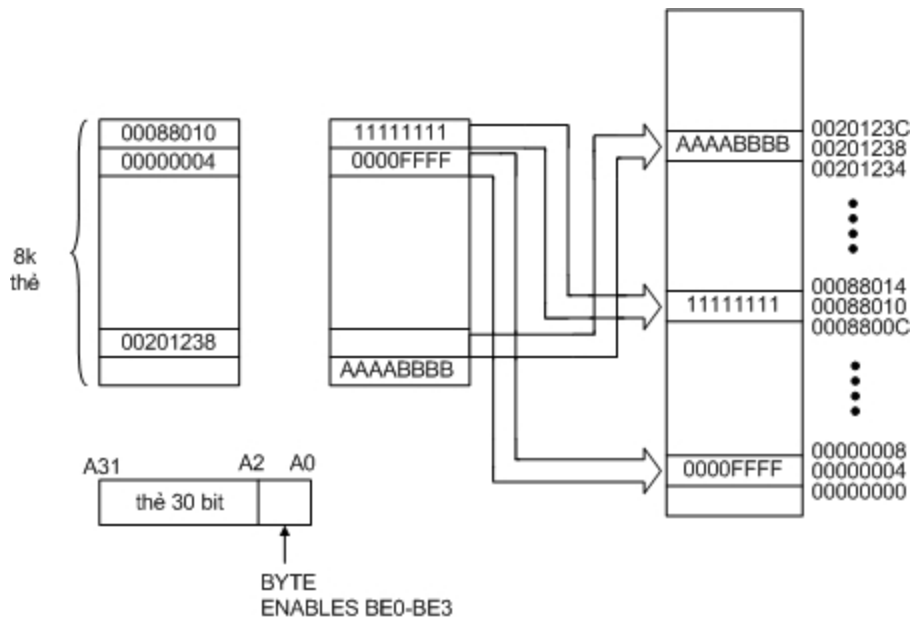 8k
thẻ
00088010
00000004
00201238
11111111
0000FFFF
AAAABBBB
AAAABBBB
11111111
0000FFFF
0020123C
00201238
00201234
00088014
00088010
0008800C
00000008
00000004
00000000
A31
A2
A0
thẻ 30 bit
BYTE
ENABLES BE0-BE3